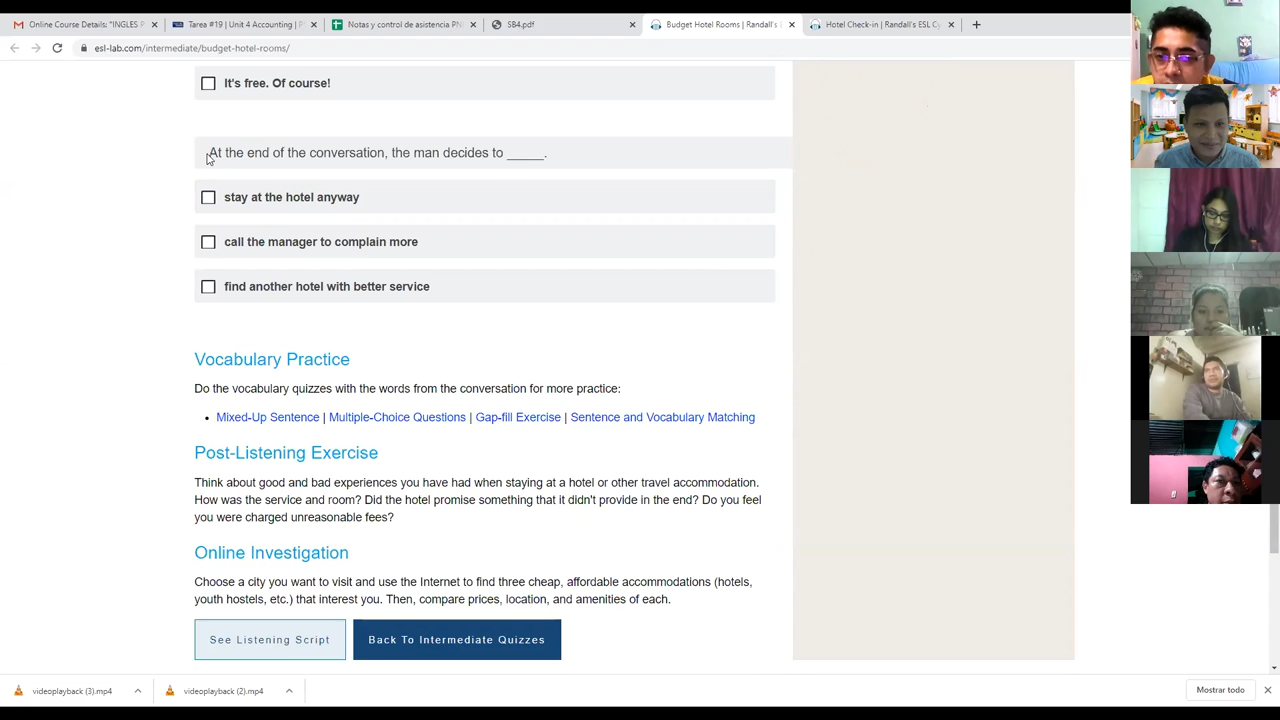 Online Course Details: "INGLES P
Tarea #19 | Unit 4 Accounting | P
Notas y control de asistencia PN
SB4.pdf
Budget Hotel Rooms | Randall's
Hotel Check-in | Randall's ESL Cy
esl-lab.com/intermediate/budget-hotel-rooms/
It's free. Of course!
At the end of the conversation, the man decides to _____.
stay at the hotel anyway
call the manager to complain more
find another hotel with better service
Vocabulary Practice
Do the vocabulary quizzes with the words from the conversation for more practice:
• Mixed-Up Sentence | Multiple-Choice Questions | Gap-fill Exercise | Sentence and Vocabulary Matching
Post-Listening Exercise
Think about good and bad experiences you have had when staying at a hotel or other travel accommodation.
How was the service and room? Did the hotel promise something that it didn't provide in the end? Do you feel
you were charged unreasonable fees?
Online Investigation
Choose a city you want to visit and use the Internet to find three cheap, affordable accommodations (hotels,
youth hostels, etc.) that interest you. Then, compare prices, location, and amenities of each.
See Listening Script
Back To Intermediate Quizzes
videoplayback (3).mp4
videoplayback (2).mp4
Mostrar todo